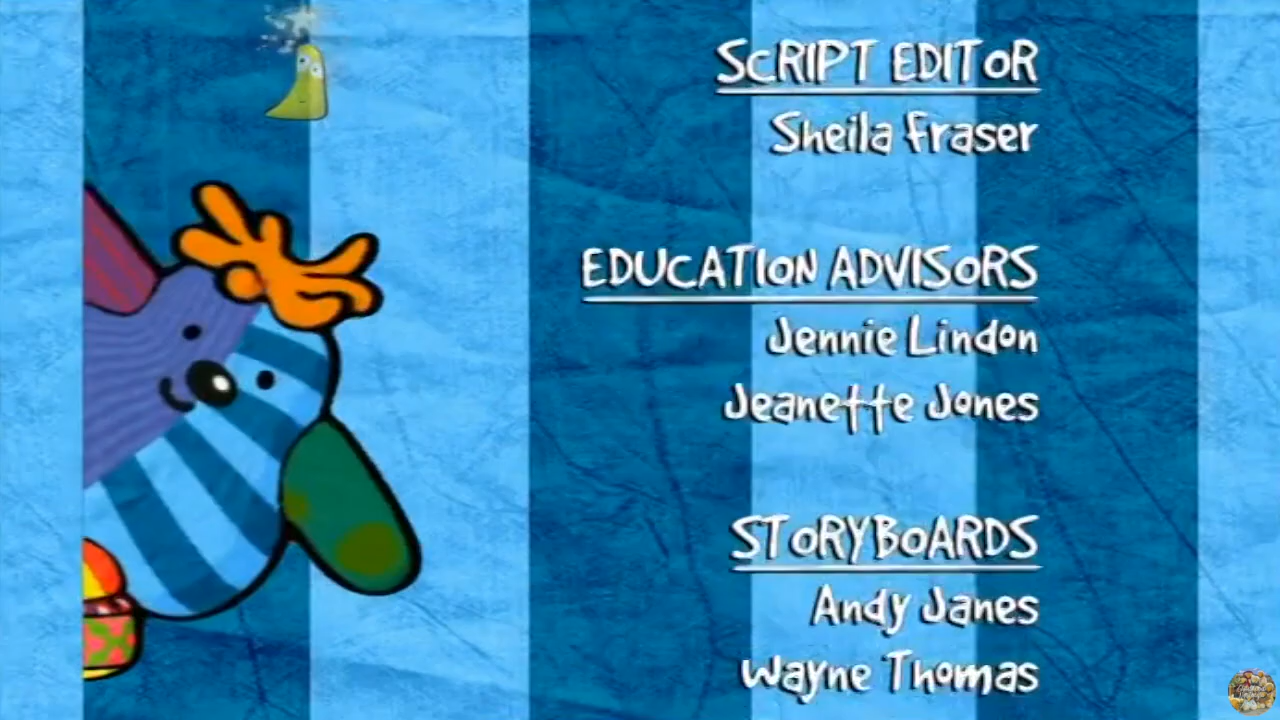 SCRIPT EDITOR
Sheila Fraser
EDUCATION ADVISORS
Jennie Lindon
Jeanette Jones
STORYBOARDS
Andy Janes
Wayne Thomas